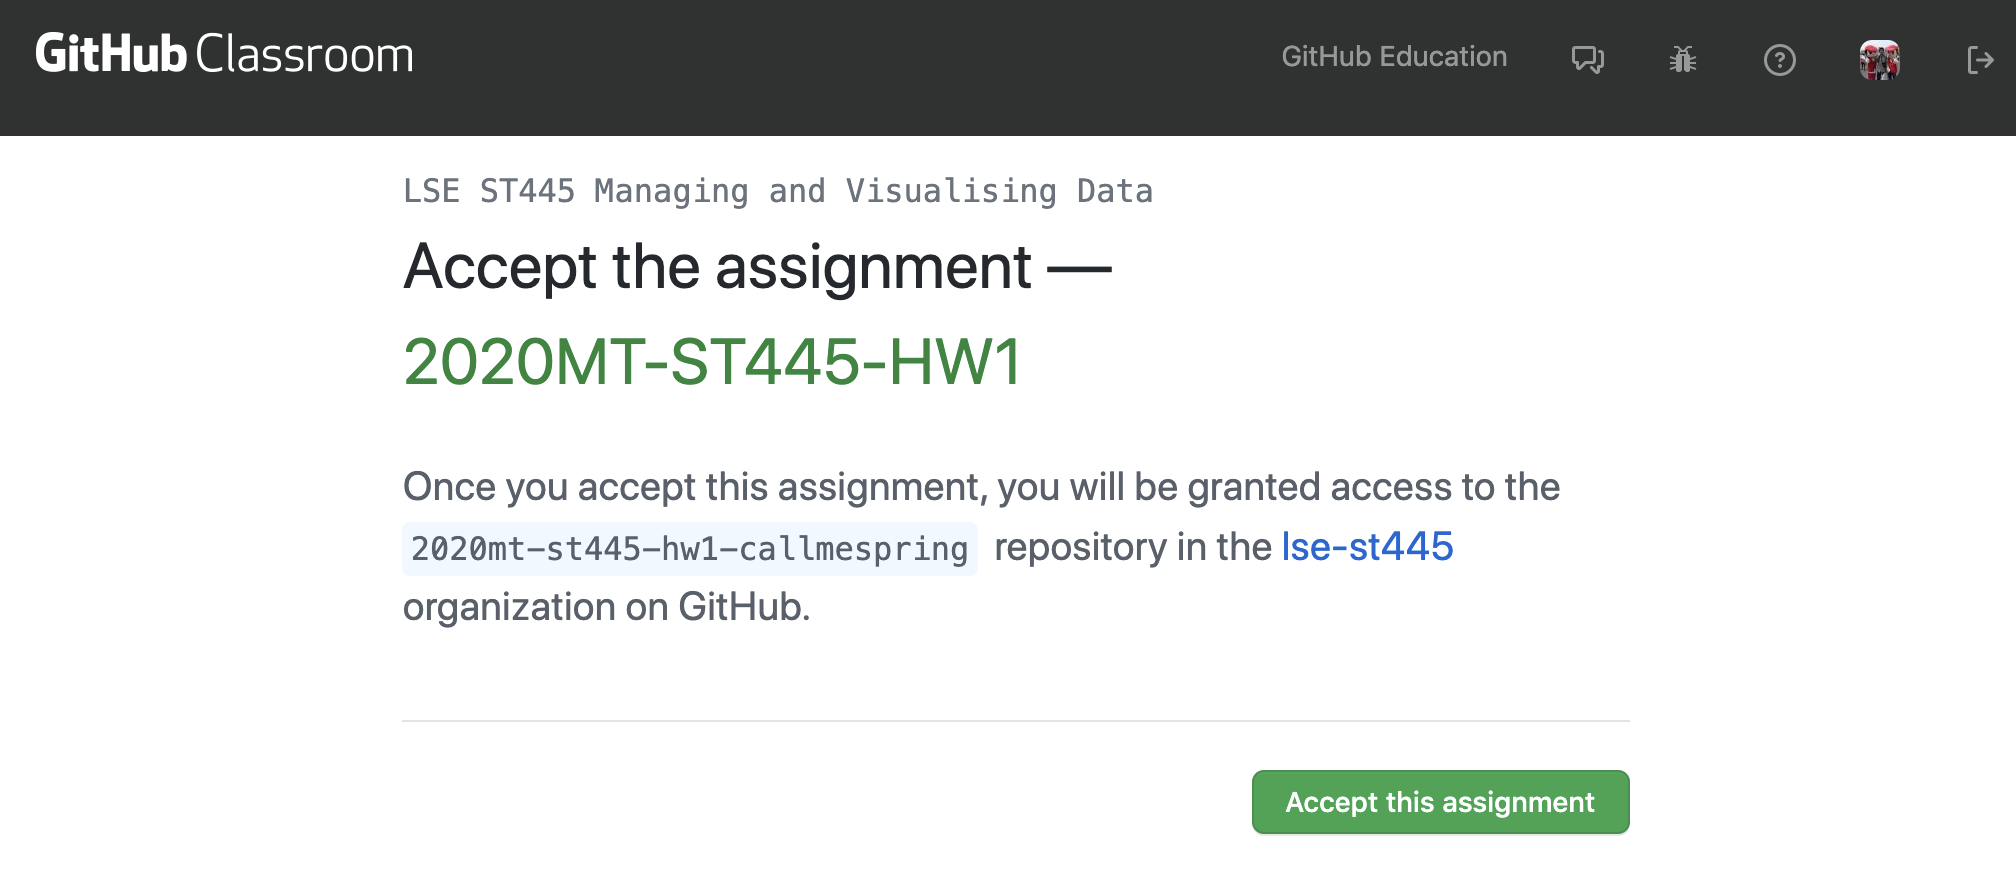 GitHub Classroom
GitHub Education
LSE ST445 Managing and Visualising Data
Accept the assignment —
2020MT-ST445-HW1
Once you accept this assignment, you will be granted access to the
2020mt-st445-hw1-callmespring repository in the lse-st445
organization on GitHub.
Accept this assignment